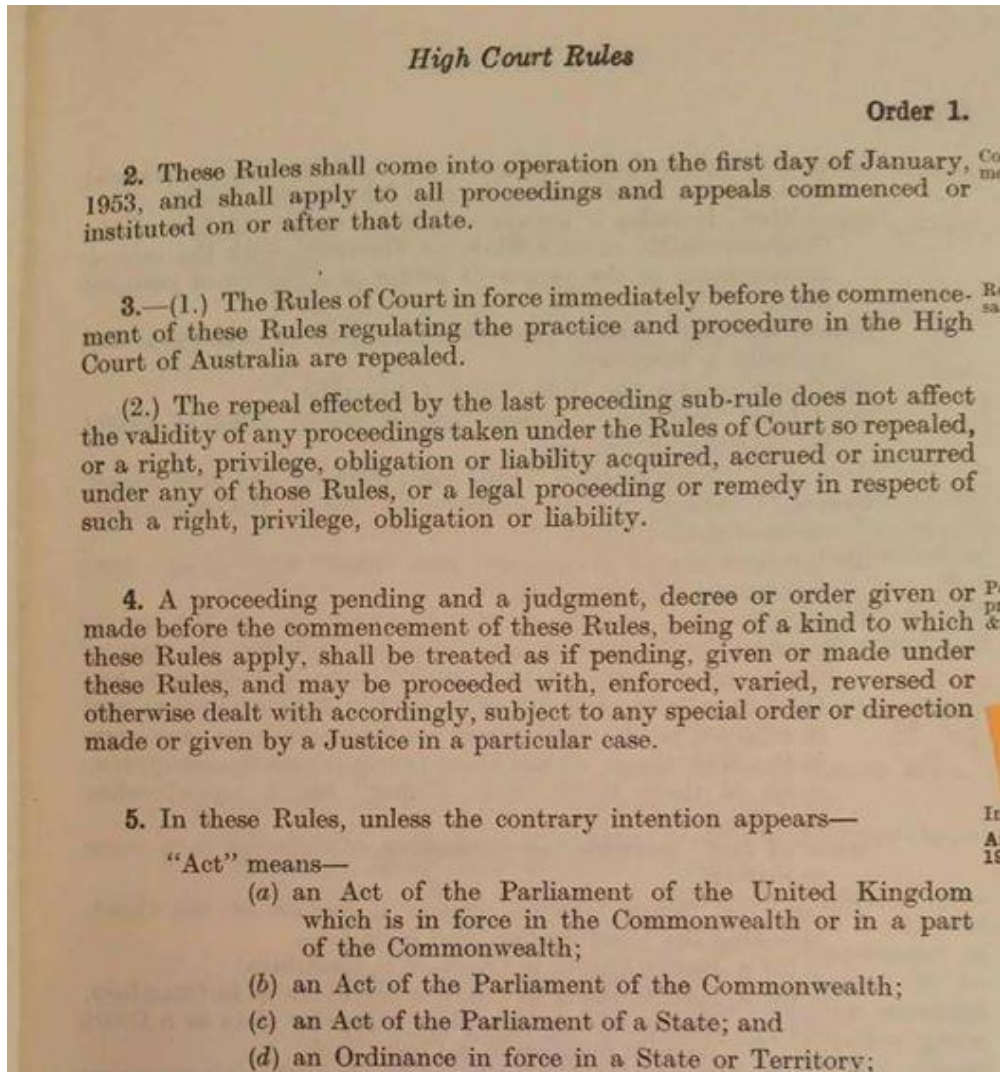 High Court Rules
Order 1.
2. These Rules shall come into operation on the first day of January,
1953, and shall apply to all proceedings and appeals commenced or
instituted on or after that date.
3.—(1.) The Rules of Court in force immediately before the commence-
ment of these Rules regulating the practice and procedure in the High
Court of Australia are repealed.
(2.) The repeal effected by the last preceding sub-rule does not affect
the validity of any proceedings taken under the Rules of Court so repealed,
or a right, privilege, obligation or liability acquired, accrued or incurred
under any of those Rules, or a legal proceeding or remedy in respect of
such a right, privilege, obligation or liability.
4. A proceeding pending and a judgment, decree or order given or
made before the commencement of these Rules, being of a kind to which
these Rules apply, shall be treated as if pending, given or made under
these Rules, and may be proceeded with, enforced, varied, reversed or
otherwise dealt with accordingly, subject to any special order or direction
made or given by a Justice in a particular case.
5. In these Rules, unless the contrary intention appears—
“Act” means—
(a) an Act of the Parliament of the United Kingdom
which is in force in the Commonwealth or in a part
of the Commonwealth;
(b) an Act of the Parliament of the Commonwealth;
(c) an Act of the Parliament of a State; and
(d) an Ordinance in force in a State or Territory;